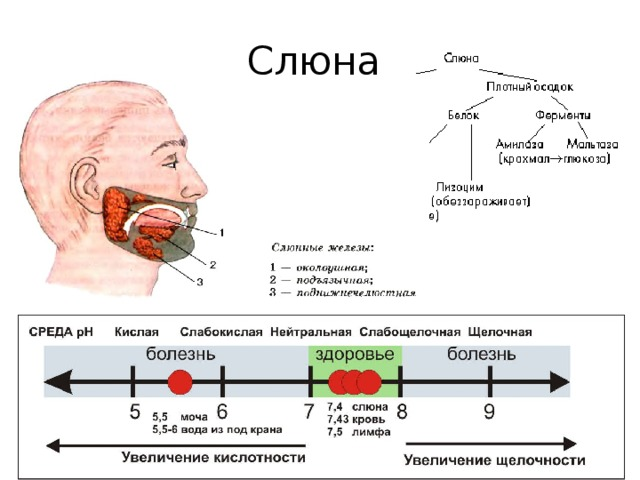 Слюна
Слюна
Плотный осадок
Белок Ферменты
Амилаза Мальтаза
(крахмал→глюкоза)
Лизоцим
(обеззараживает)
е)
1
2
3
Слюнные железы:
1 — околоушная;
2 — подъязычная;
3 — поднижнечелюстная
СРЕДА pH Кислая Слабокислая Нейтральная Слабощелочная Щелочная
болезнь здоровье болезнь
5 6 7 8 9
5,5 моча
5,5-6 вода из под крана
7,4 слюна
7,43 кровь
7,5 лимфа
Увеличение кислотности
Увеличение щелочности